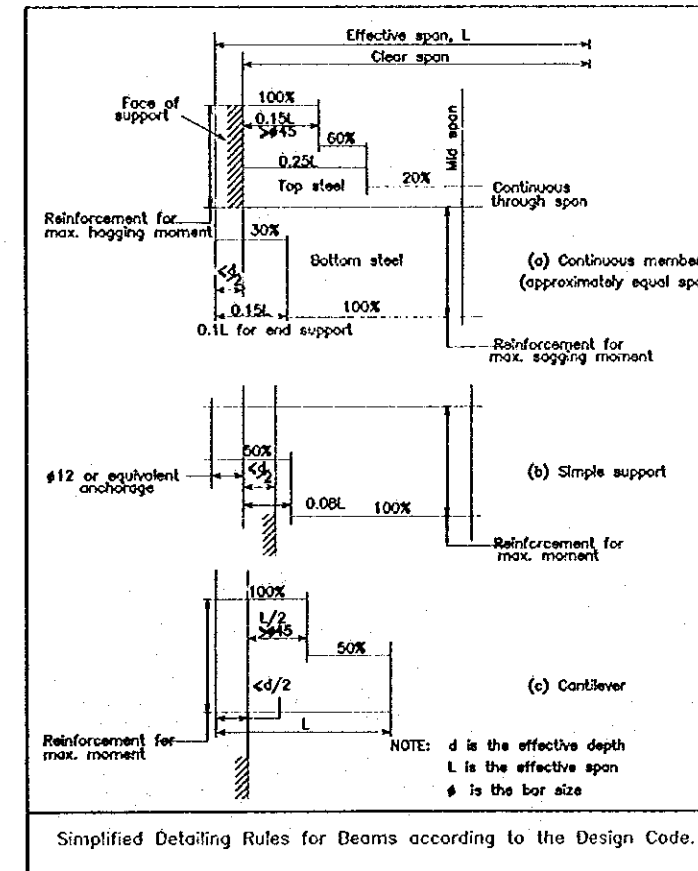 Effective span, L
Clear span
Face of
support
100%
0.15L
>ϕ45
60%
0.25L
Top steel
20%
Mid span
Continuous
through span
Reinforcement for
max. hogging moment
30%
Bottom steel
<d/2
0.15L
100%
0.1L for end support
(a) Continuous member
(approximately equal spa
Reinforcement for
max. sagging moment
50%
<d/2
ϕ12 or equivalent
anchorage
0.08L
100%
(b) Simple support
Reinforcement for
max. moment
100%
L/2
>ϕ45
50%
<d/2
(c) Cantilever
L
Reinforcement for
max. moment
NOTE: d is the effective depth
L is the effective span
ϕ is the bar size
Simplified Detailing Rules for Beams according to the Design Code.